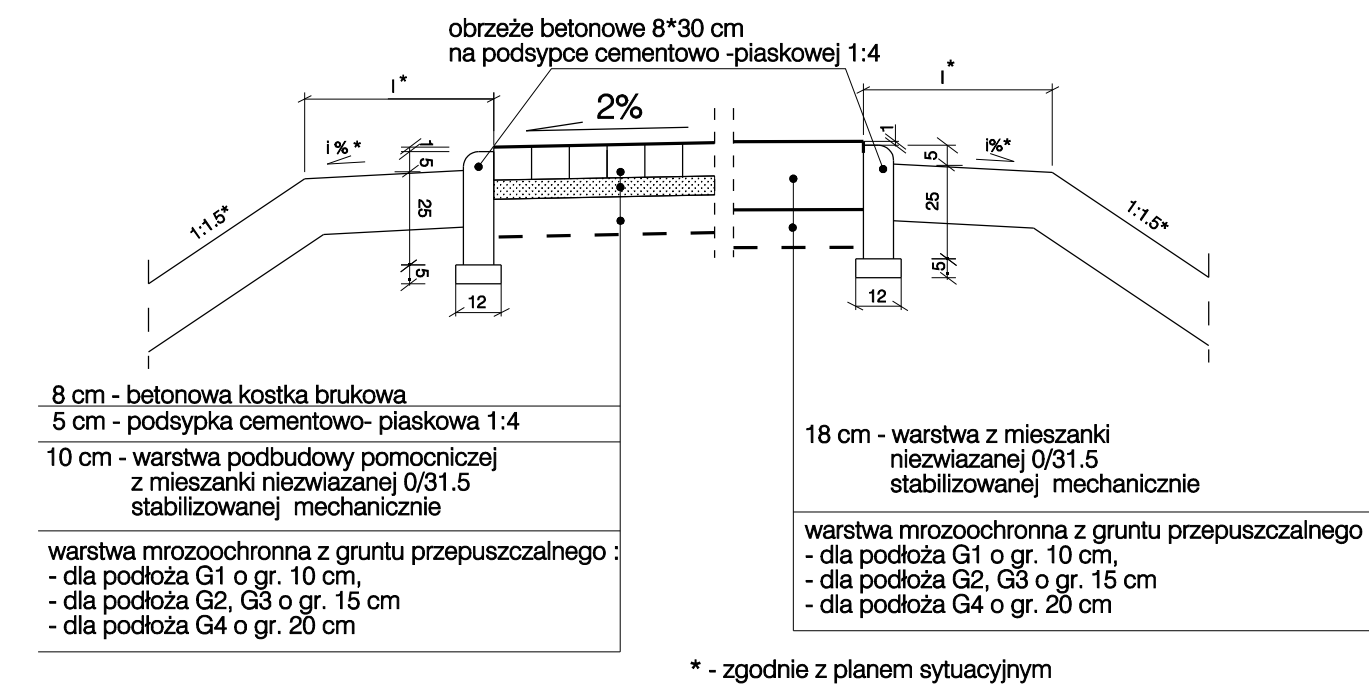 obrzeże betonowe 8*30 cm
na podsypce cementowo -piaskowej 1:4
l *
l *
2%
i % *
i%*
1
5
25
5
12
1:1.5*
1
5
25
5
12
1:1.5*
8 cm - betonowa kostka brukowa
5 cm - podsypka cementowo- piaskowa 1:4
10 cm - warstwa podbudowy pomocniczej
z mieszanki niezwiazanej 0/31.5
stabilizowanej mechanicznie
warstwa mrozoochronna z gruntu przepuszczalnego :
- dla podłoża G1 o gr. 10 cm,
- dla podłoża G2, G3 o gr. 15 cm
- dla podłoża G4 o gr. 20 cm
18 cm - warstwa z mieszanki
niezwiazanej 0/31.5
stabilizowanej mechanicznie
warstwa mrozoochronna z gruntu przepuszczalnego
- dla podłoża G1 o gr. 10 cm,
- dla podłoża G2, G3 o gr. 15 cm
- dla podłoża G4 o gr. 20 cm
* - zgodnie z planem sytuacyjnym